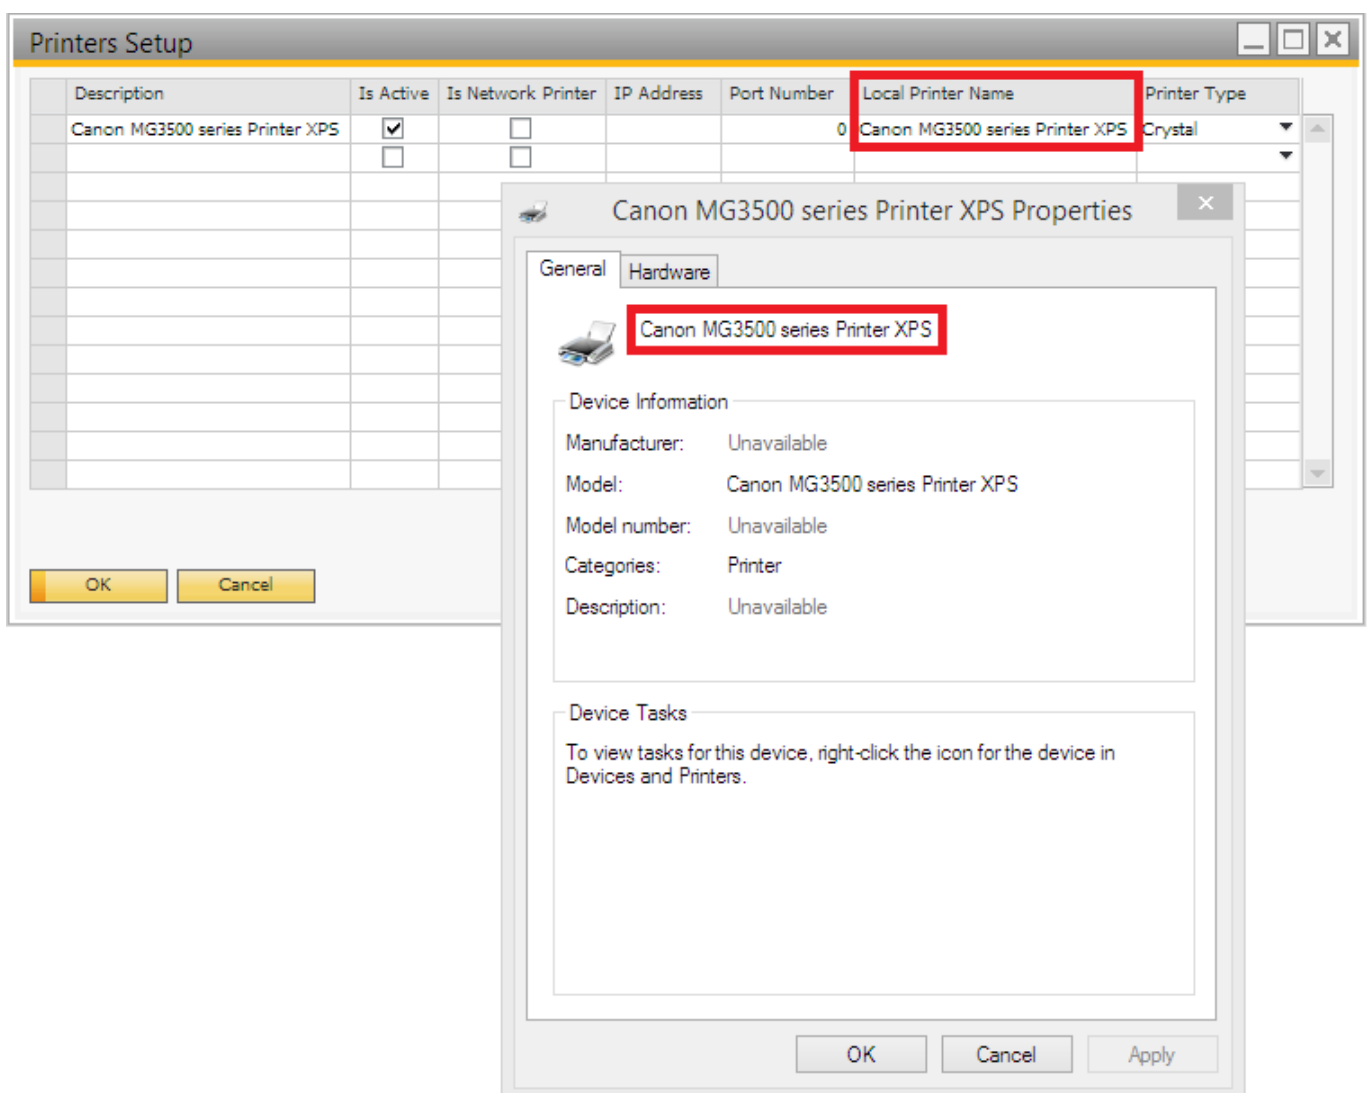 Printers Setup
Description Is Active Is Network Printer IP Address Port Number Local Printer Name Printer Type
Canon MG3500 series Printer XPS 0 Canon MG3500 series Printer XPS Crystal
Canon MG3500 series Printer XPS Properties
General Hardware
Canon MG3500 series Printer XPS
Device Information
Manufacturer: Unavailable
Model: Canon MG3500 series Printer XPS
Model number: Unavailable
Categories: Printer
Description: Unavailable
OK Cancel
Device Tasks
To view tasks for this device, right-click the icon for the device in
Devices and Printers.
OK Cancel Apply